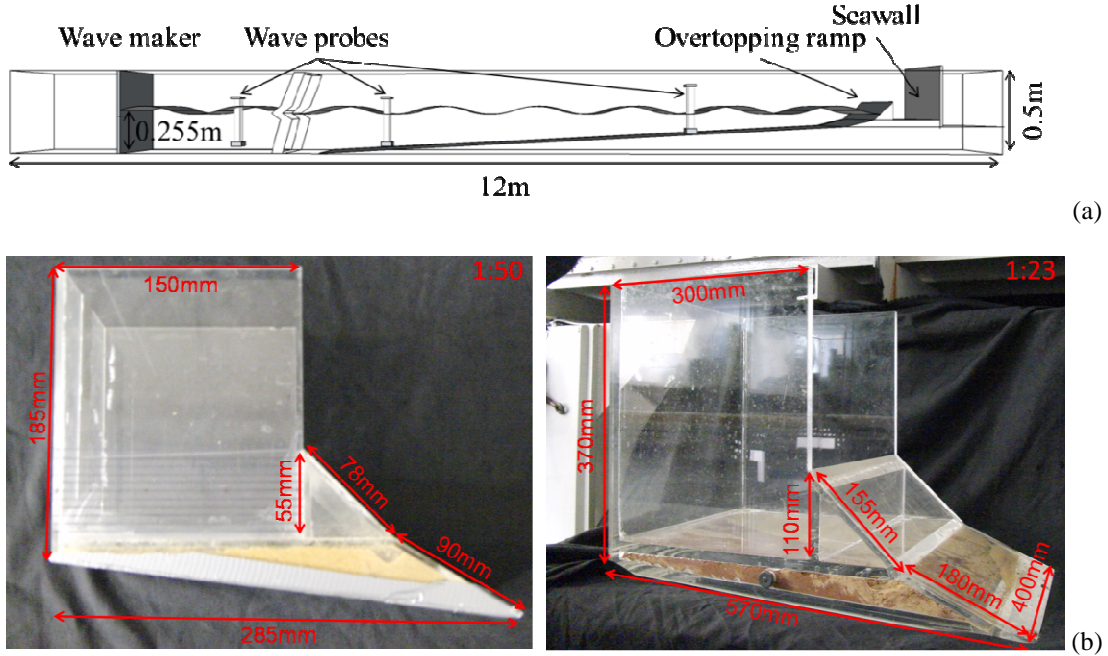 Seawall
Wave maker Wave probes Overtopping ramp
0.255m
0.5m
12m
(a)
1:50
150mm
185mm
78mm
55mm
90mm
285mm
1:23
300mm
370mm
155mm
110mm
180mm
400mm
570mm
(b)